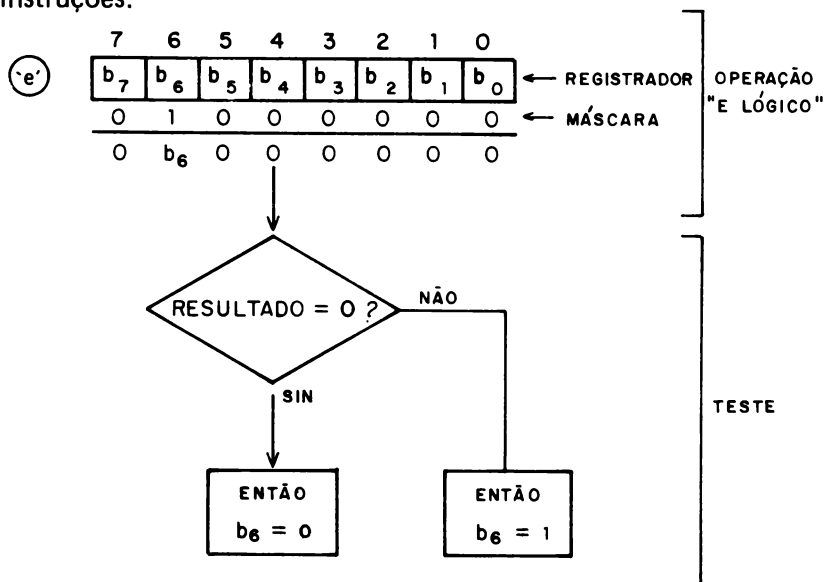 instruções.
7 6 5 4 3 2 1 0
'e' b7 b6 b5 b4 b3 b2 b1 b0 ← REGISTRADOR OPERAÇÃO
0 1 0 0 0 0 0 0 ← MÁSCARA "E LÓGICO"
0 b6 0 0 0 0 0 0
RESULTADO = 0 ? NÃO
SIN
TESTE
ENTÃO ENTÃO
b6 = 0 b6 = 1